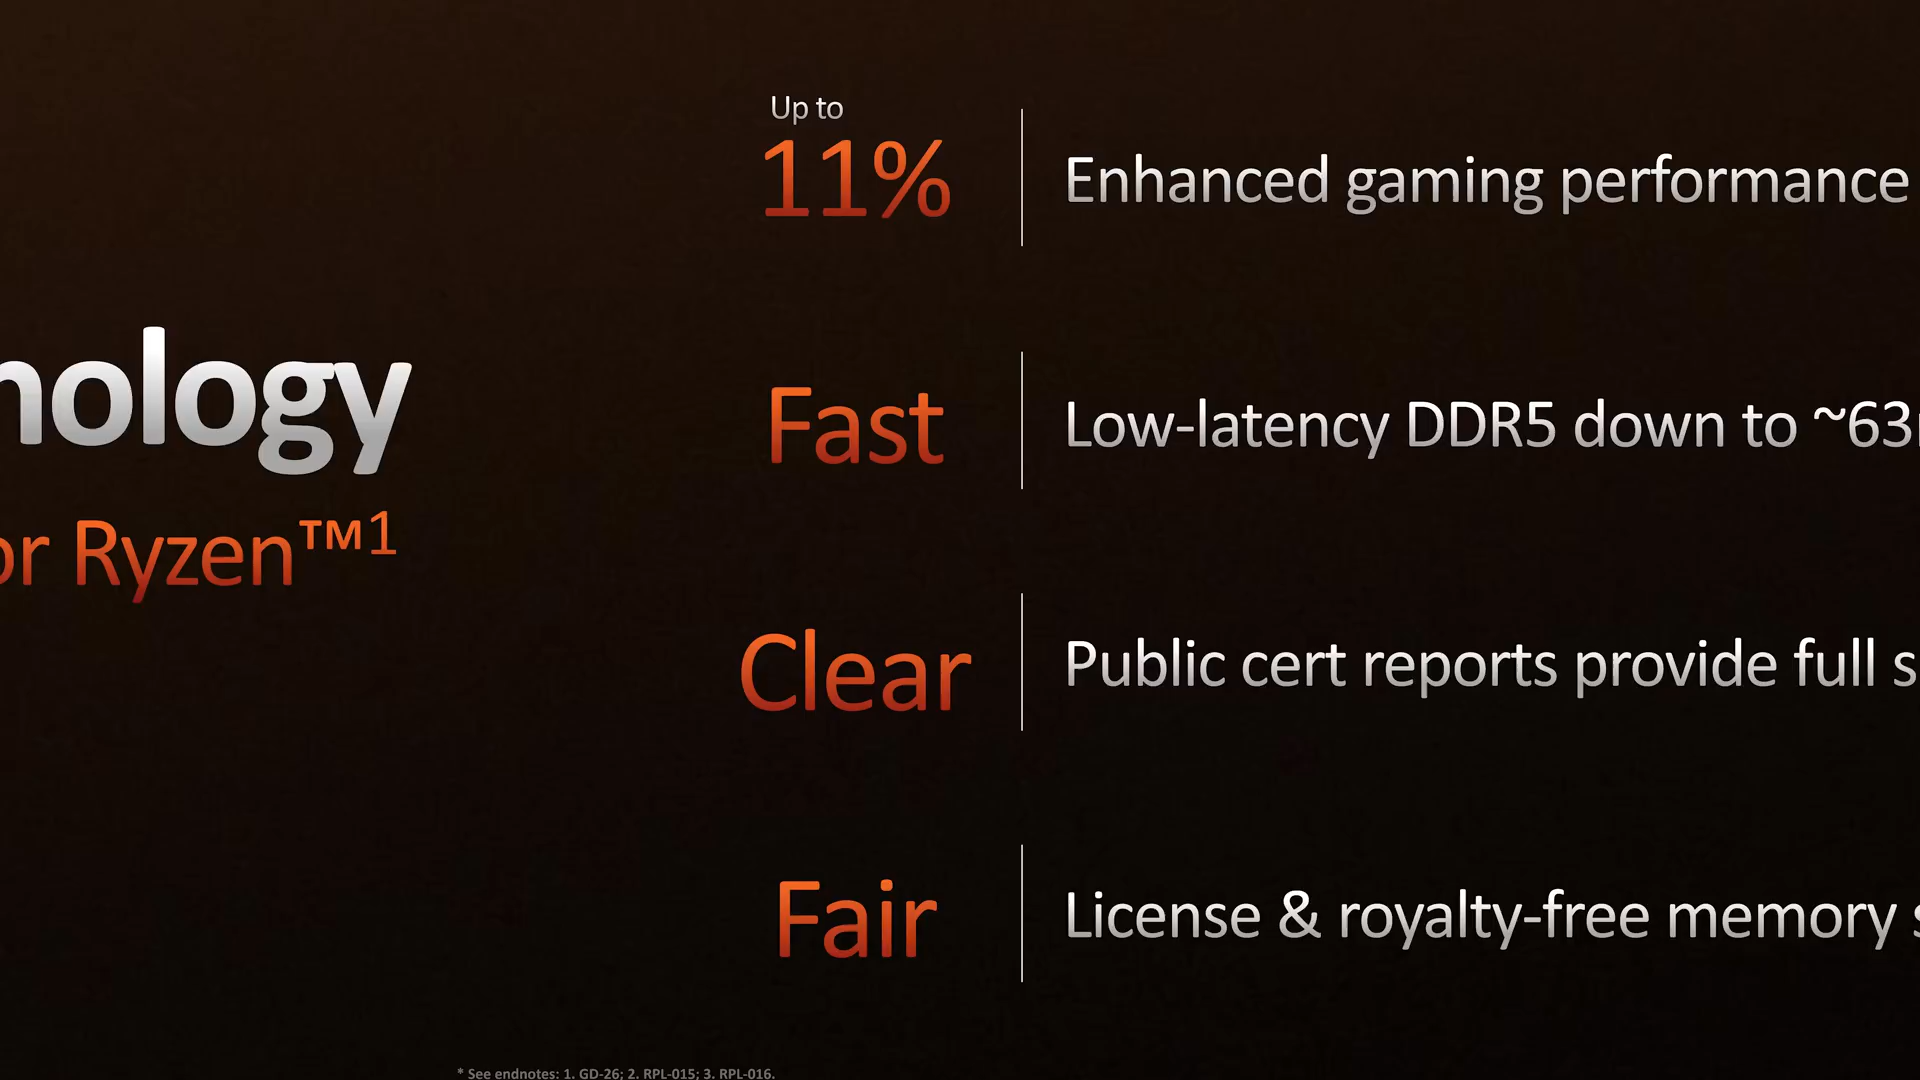 nology
or Ryzen™1
Up to
11%
Enhanced gaming performance
Fast
Low-latency DDR5 down to ~63
Clear
Public cert reports provide full s
Fair
License & royalty-free memory s
* See endnotes: 1. GD-26; 2. RPL-015; 3. RPL-016.